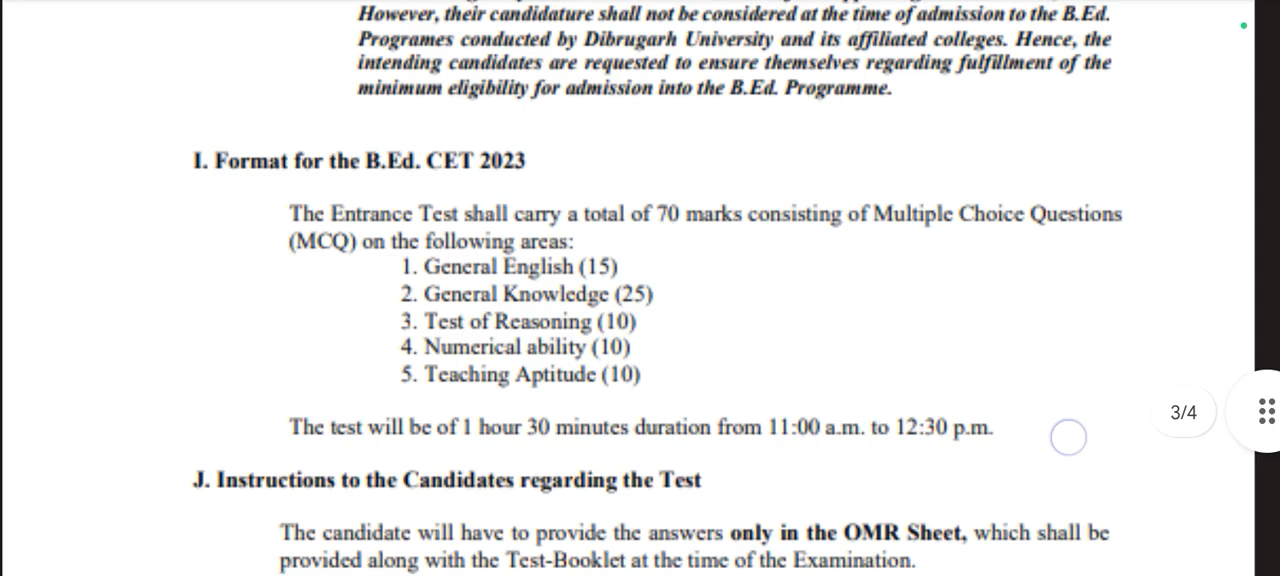 However, their candidature shall not be considered at the time of admission to the B.Ed.
Programes conducted by Dibrugarh University and its affiliated colleges. Hence, the
intending candidates are requested to ensure themselves regarding fulfillment of the
minimum eligibility for admission into the B.Ed. Programme.
I. Format for the B.Ed. CET 2023
The Entrance Test shall carry a total of 70 marks consisting of Multiple Choice Questions
(MCQ) on the following areas:
1. General English (15)
2. General Knowledge (25)
3. Test of Reasoning (10)
4. Numerical ability (10)
5. Teaching Aptitude (10)
3/4
The test will be of 1 hour 30 minutes duration from 11:00 a.m. to 12:30 p.m.
J. Instructions to the Candidates regarding the Test
The candidate will have to provide the answers only in the OMR Sheet, which shall be
provided along with the Test-Booklet at the time of the Examination.